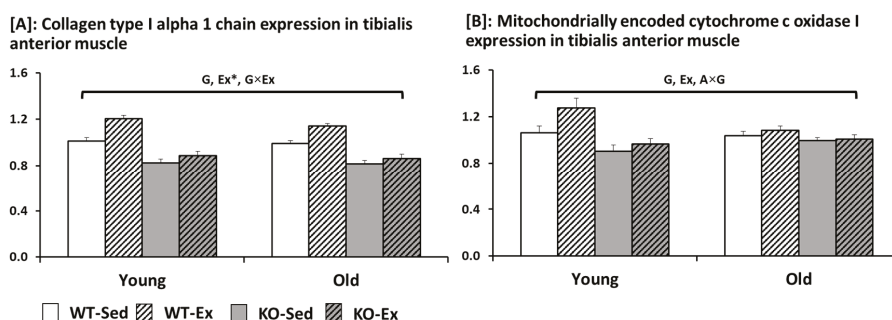 [A]: Collagen type I alpha 1 chain expression in tibialis
anterior muscle
1.6
G, Ex*, G×Ex
1.2
0.8
0.4
0.0
Young
Old
WT-Sed
WT-Ex
KO-Sed
KO-Ex
[B]: Mitochondrially encoded cytochrome c oxidase I
expression in tibialis anterior muscle
1.6
G, Ex, A×G
1.2
0.8
0.4
0.0
Young
Old